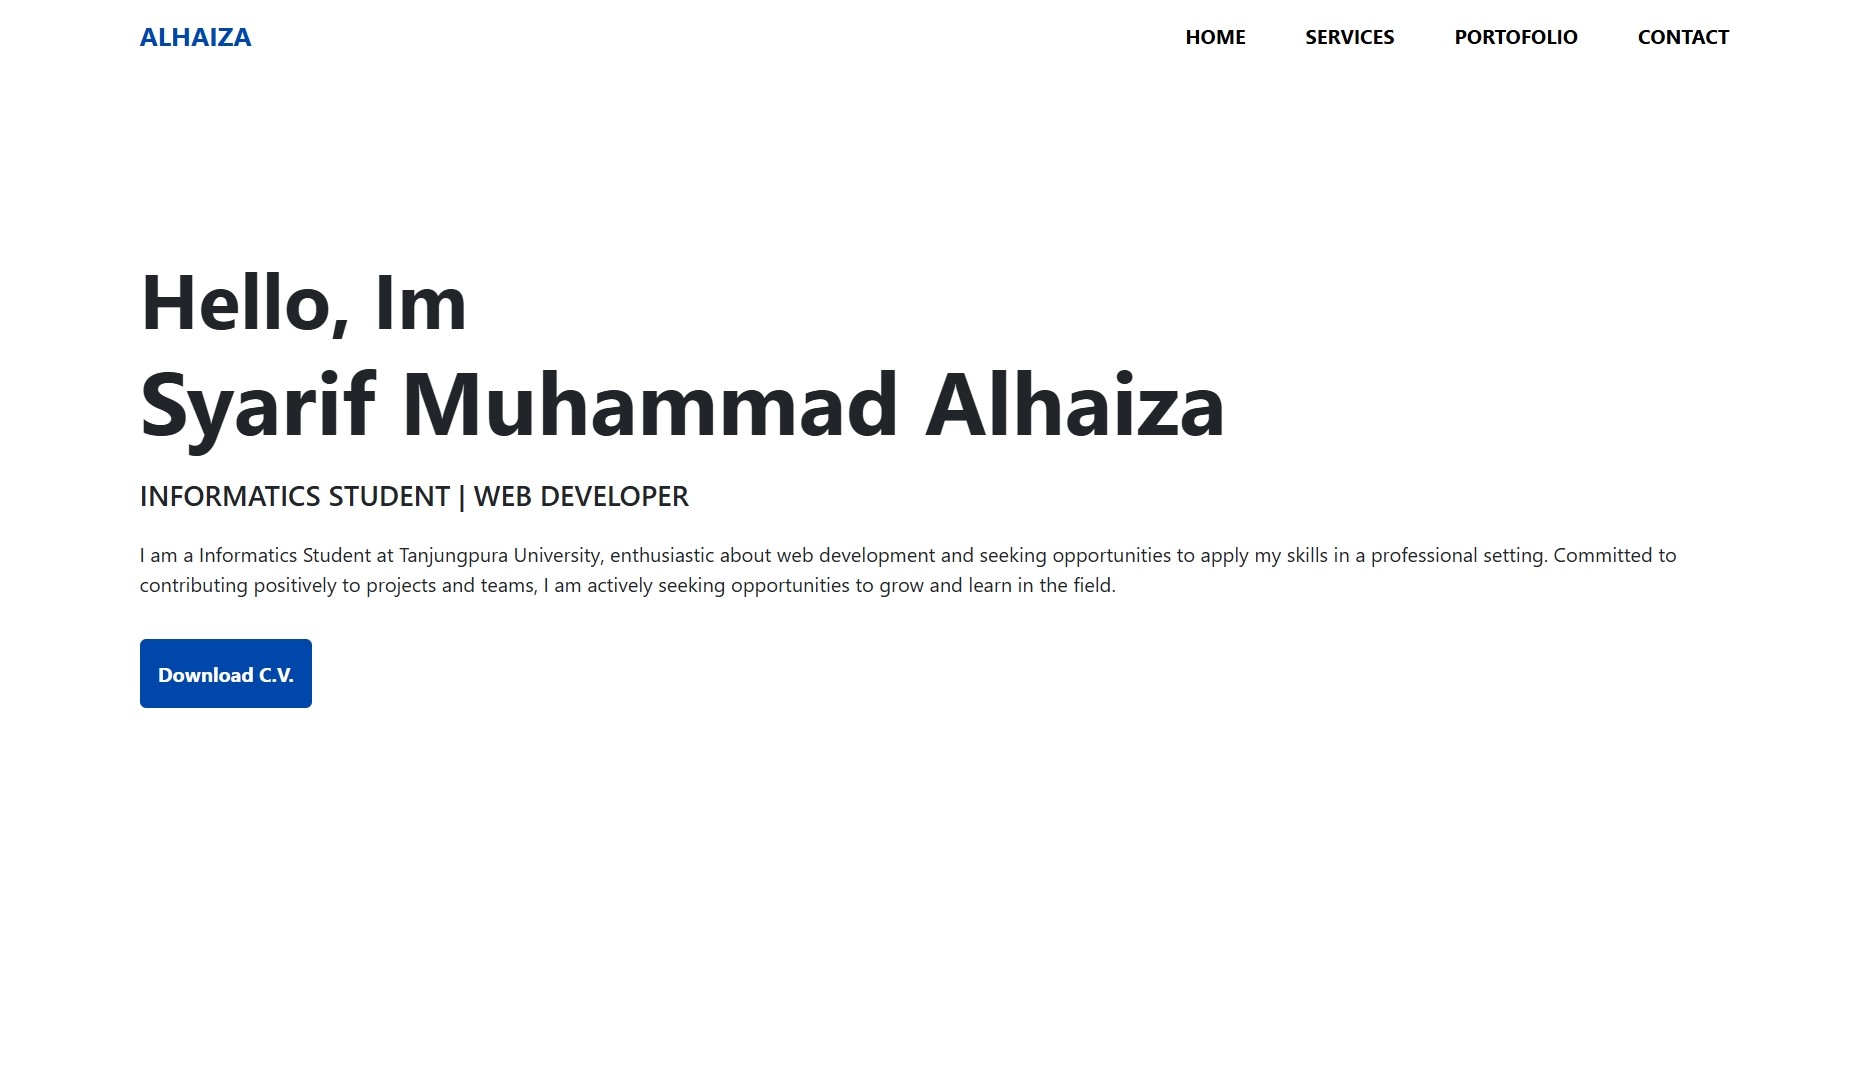 ALHAIZA
HOME SERVICES PORTOFOLIO CONTACT
Hello, Im
Syarif Muhammad Alhaiza
INFORMATICS STUDENT | WEB DEVELOPER
I am a Informatics Student at Tanjungpura University, enthusiastic about web development and seeking opportunities to apply my skills in a professional setting. Committed to
contributing positively to projects and teams, I am actively seeking opportunities to grow and learn in the field.
Download C.V.